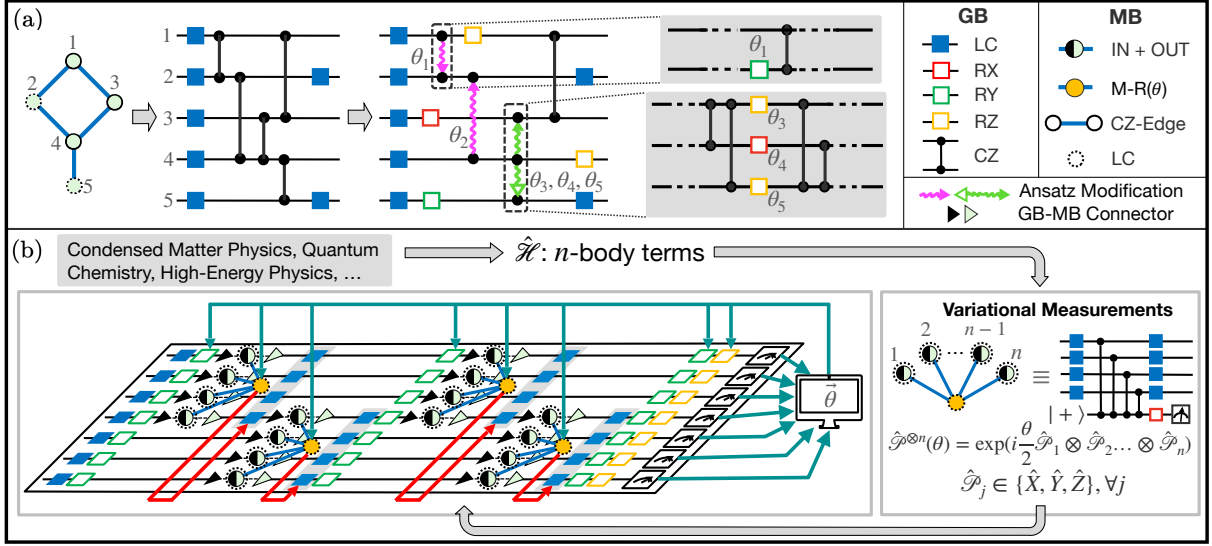 (a)
1
2
3
4
5
1
2
3
4
5
θ₁
θ₂
θ₃, θ₄, θ₅
θ₁
θ₃
θ₄
θ₅
GB
LC
RX
RY
RZ
CZ
MB
IN + OUT
M-R(θ)
CZ-Edge
LC
Ansatz Modification
GB-MB Connector
(b)
Condensed Matter Physics, Quantum
Chemistry, High-Energy Physics, ...
ℋ̂: n-body terms
θ⃗
Variational Measurements
1 2 ... n − 1 n
≡
| + ⟩
𝒫̂^{⊗n}(θ) = exp(i θ/2 𝒫̂₁ ⊗ 𝒫̂₂... ⊗ 𝒫̂ₙ)
𝒫̂ⱼ ∈ {X̂, Ŷ, Ẑ}, ∀j